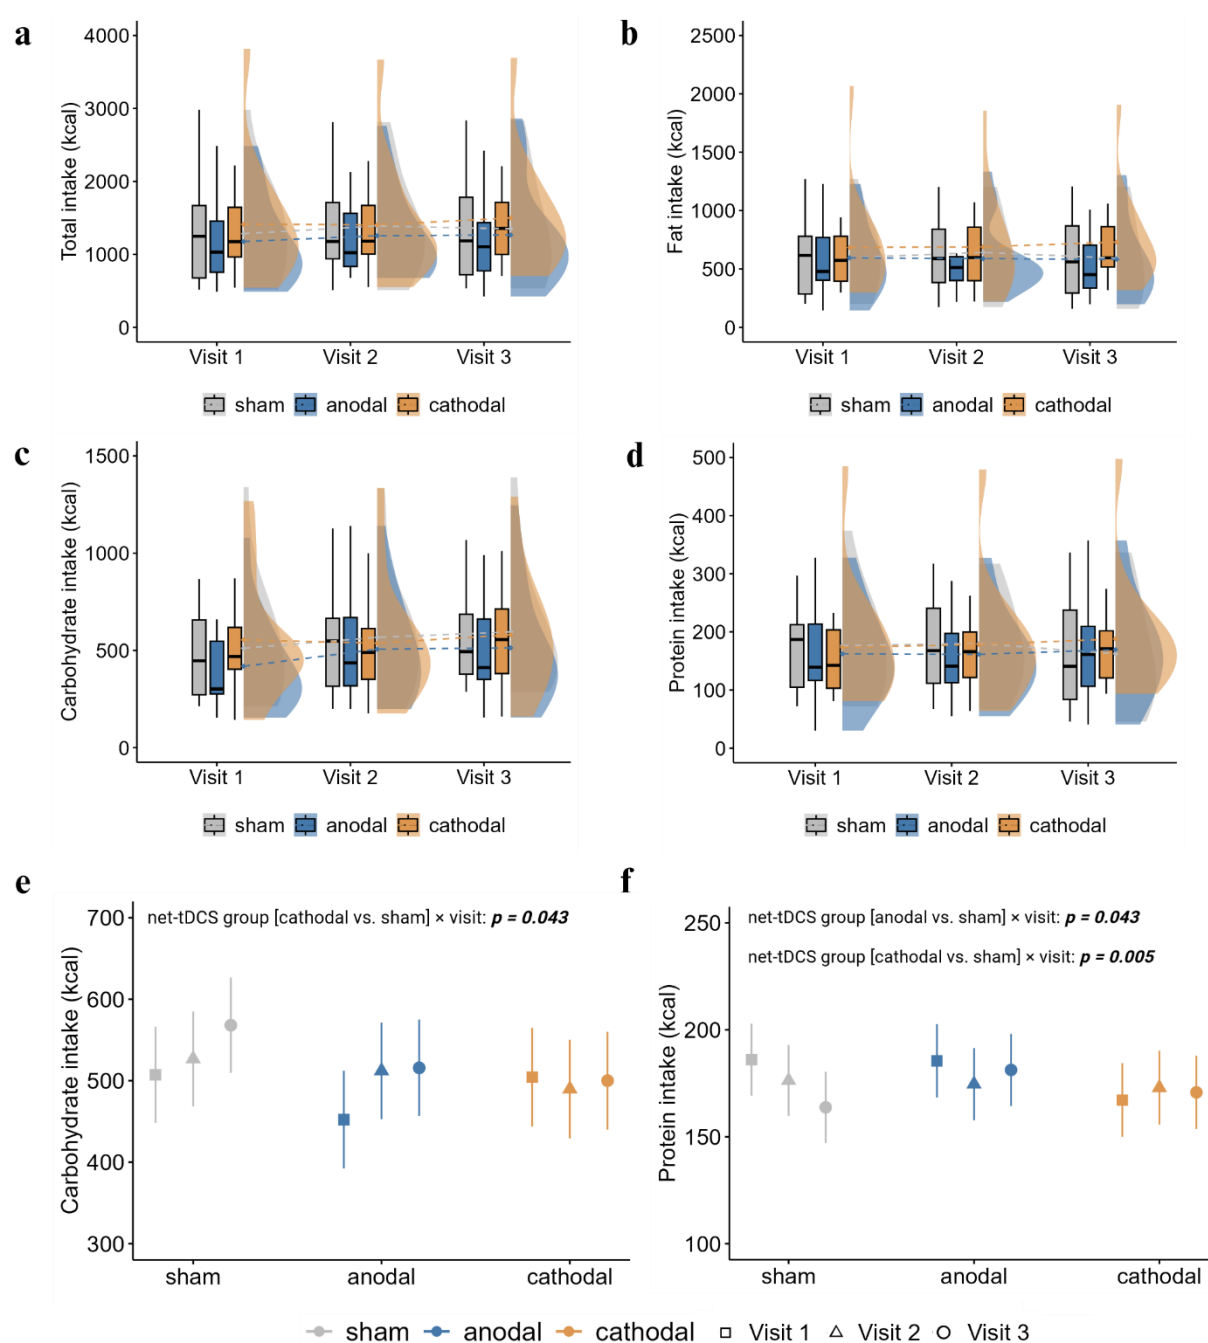 a
4000
3000
2000
1000
0
Total intake (kcal)
Visit 1 Visit 2 Visit 3
sham anodal cathodal
b
2500
2000
1500
1000
500
0
Fat intake (kcal)
Visit 1 Visit 2 Visit 3
sham anodal cathodal
c
1500
1000
500
0
Carbohydrate intake (kcal)
Visit 1 Visit 2 Visit 3
sham anodal cathodal
d
500
400
300
200
100
0
Protein intake (kcal)
Visit 1 Visit 2 Visit 3
sham anodal cathodal
e
net-tDCS group [cathodal vs. sham] × visit: p = 0.043
700
600
500
400
300
Carbohydrate intake (kcal)
sham anodal cathodal
f
net-tDCS group [anodal vs. sham] × visit: p = 0.043
net-tDCS group [cathodal vs. sham] × visit: p = 0.005
250
200
150
100
Protein intake (kcal)
sham anodal cathodal
sham anodal cathodal Visit 1 Visit 2 Visit 3